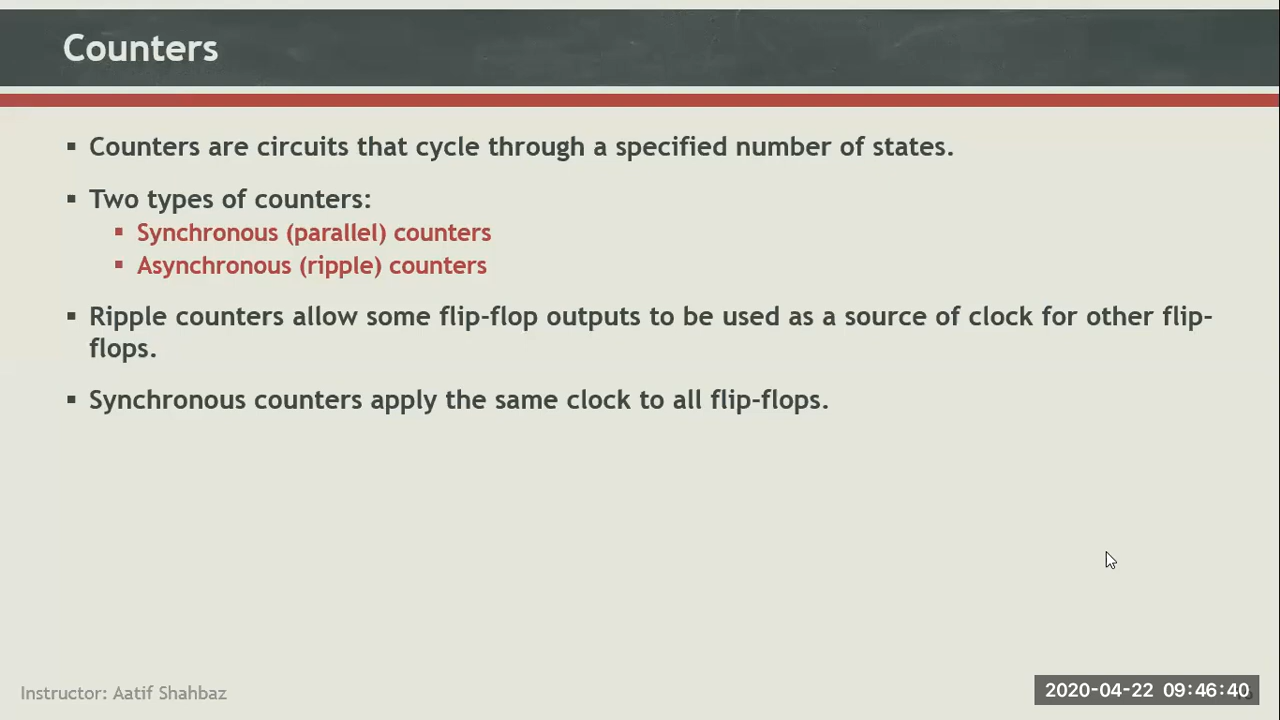 Counters
▪ Counters are circuits that cycle through a specified number of states.
▪ Two types of counters:
▪ Synchronous (parallel) counters
▪ Asynchronous (ripple) counters
▪ Ripple counters allow some flip-flop outputs to be used as a source of clock for other flip-
flops.
▪ Synchronous counters apply the same clock to all flip-flops.
Instructor: Aatif Shahbaz
2020-04-22 09:46:40